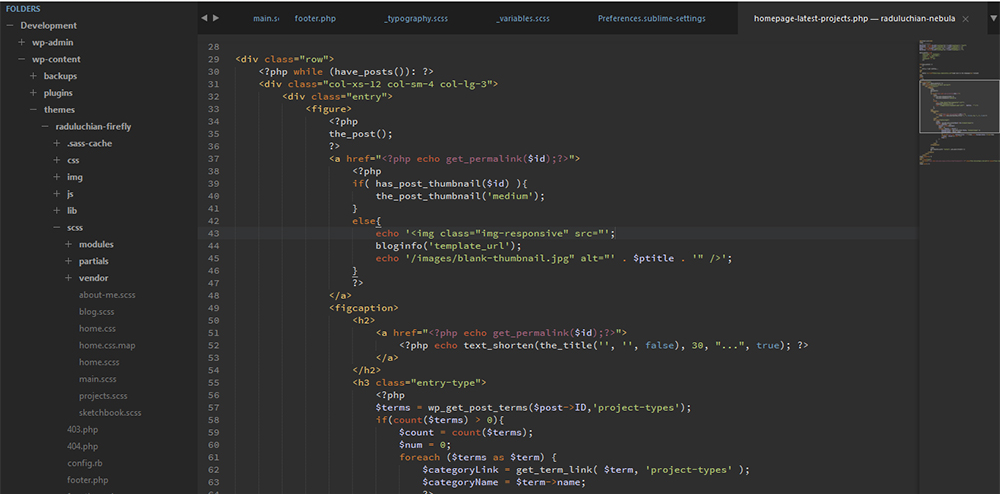 FOLDERS
Development
wp-admin
wp-content
backups
plugins
themes
raduluchian-firefly
.sass-cache
css
img
js
lib
scss
modules
partials
vendor
about-me.scss
blog.scss
home.css
home.css.map
home.scss
main.scss
projects.scss
sketchbook.scss
403.php
404.php
config.rb
footer.php
main.s footer.php _typography.scss _variables.scss Preferences.sublime-settings homepage-latest-projects.php — raduluchian-nebula
28
29 <div class="row">
30 <?php while (have_posts()): ?>
31 <div class="col-xs-12 col-sm-4 col-lg-3">
32 <div class="entry">
33 <figure>
34 <?php
35 the_post();
36 ?>
37 <a href="<?php echo get_permalink($id);?>">
38 <?php
39 if( has_post_thumbnail($id) ){
40 the_post_thumbnail('medium');
41 }
42 else{
43 echo '<img class="img-responsive" src="';
44 bloginfo('template_url');
45 echo '/images/blank-thumbnail.jpg" alt="' . $ptitle . '" />';
46 }
47 ?>
48 </a>
49 <figcaption>
50 <h2>
51 <a href="<?php echo get_permalink($id);?>">
52 <?php echo text_shorten(the_title('', '', false), 30, "...", true); ?>
53 </a>
54 </h2>
55 <h3 class="entry-type">
56 <?php
57 $terms = wp_get_post_terms($post->ID,'project-types');
58 if(count($terms) > 0){
59 $count = count($terms);
60 $num = 0;
61 foreach ($terms as $term) {
62 $categoryLink = get_term_link( $term, 'project-types' );
63 $categoryName = $term->name;
64 ?>